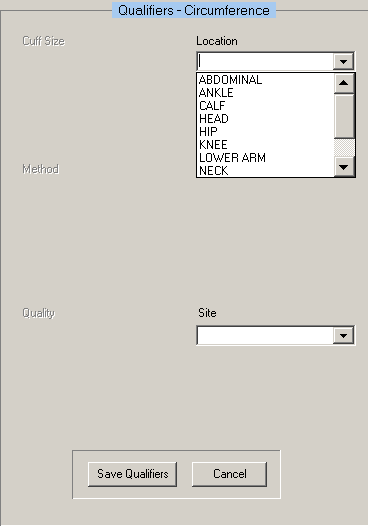 Qualifiers - Circumference
Cuff Size
Location
ABDOMINAL
ANKLE
CALF
HEAD
HIP
KNEE
LOWER ARM
NECK
Method
Quality
Site
Save Qualifiers
Cancel